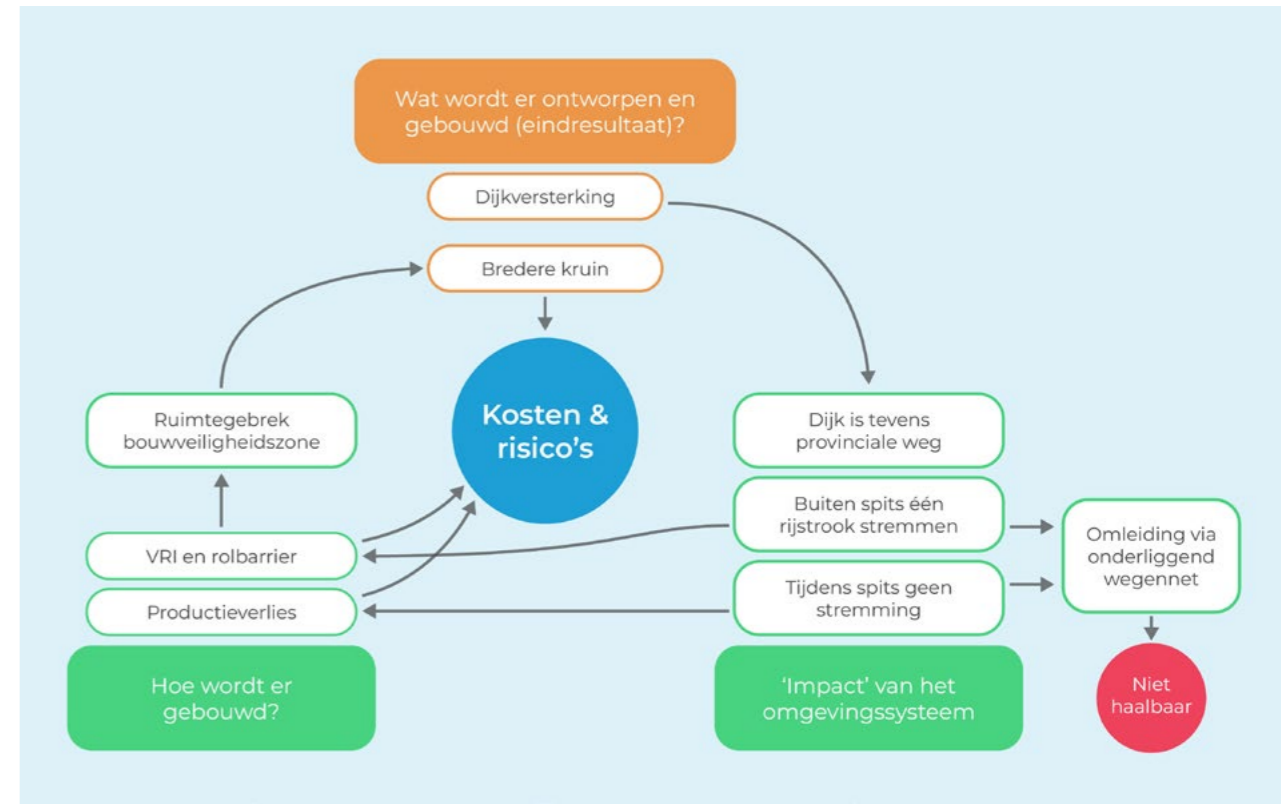 Wat wordt er ontworpen en
gebouwd (eindresultaat)?
Dijkversterking
Bredere kruin
Kosten &
risico's
Ruimtegebrek
bouwveiligheidszone
VRI en rolbarrier
Productieverlies
Hoe wordt er
gebouwd?
Dijk is tevens
provinciale weg
Buiten spits één
rijstrook stremmen
Tijdens spits geen
stremming
'Impact' van het
omgevingssysteem
Omleiding via
onderliggend
wegennet
Niet
haalbaar